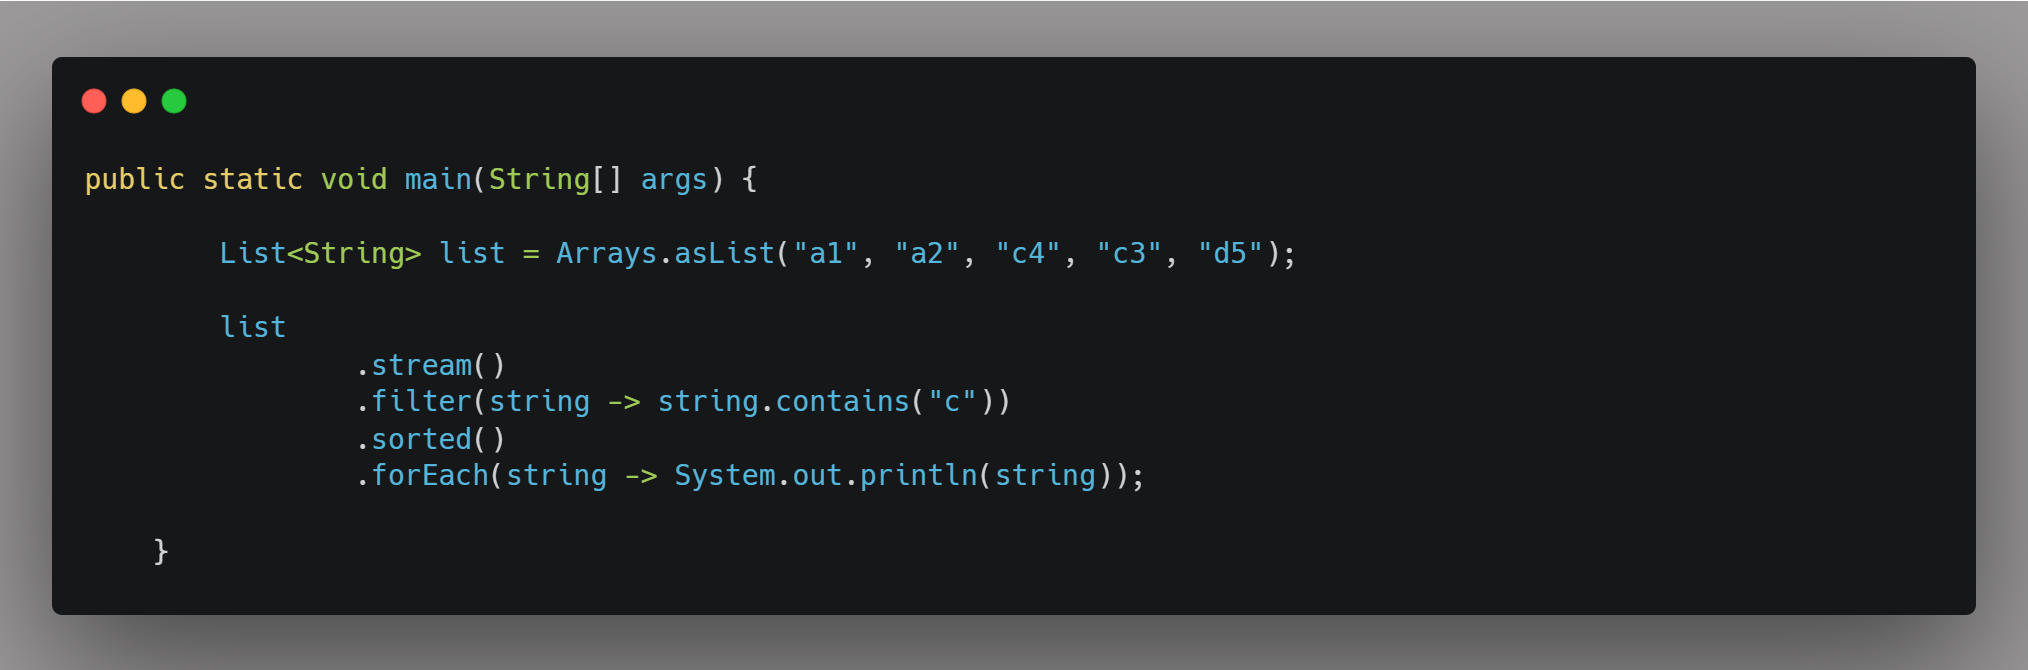 public static void main(String[] args) {
List<String> list = Arrays.asList("a1", "a2", "c4", "c3", "d5");
list
.stream()
.filter(string -> string.contains("c"))
.sorted()
.forEach(string -> System.out.println(string));
}